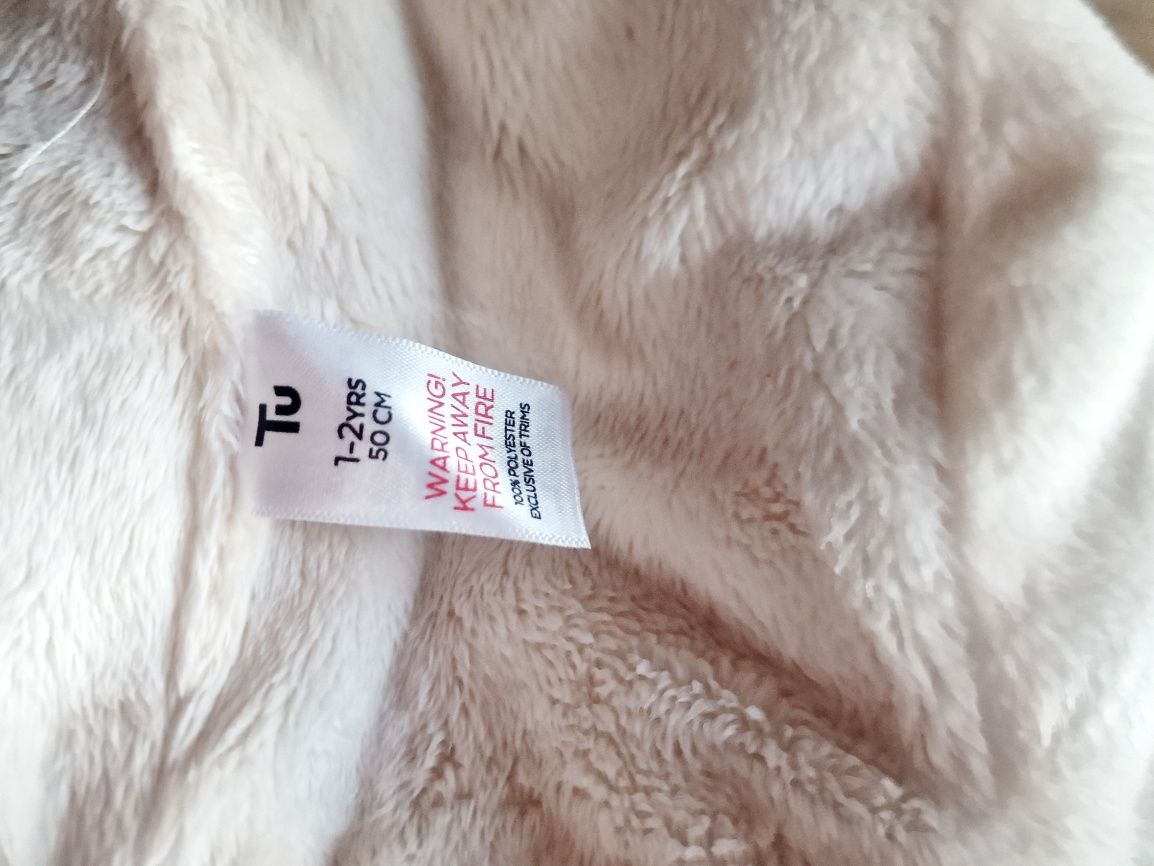 Tu
1-2YRS
50 CM
WARNING!
KEEP AWAY
FROM FIRE
100% POLYESTER
EXCLUSIVE OF TRIMS